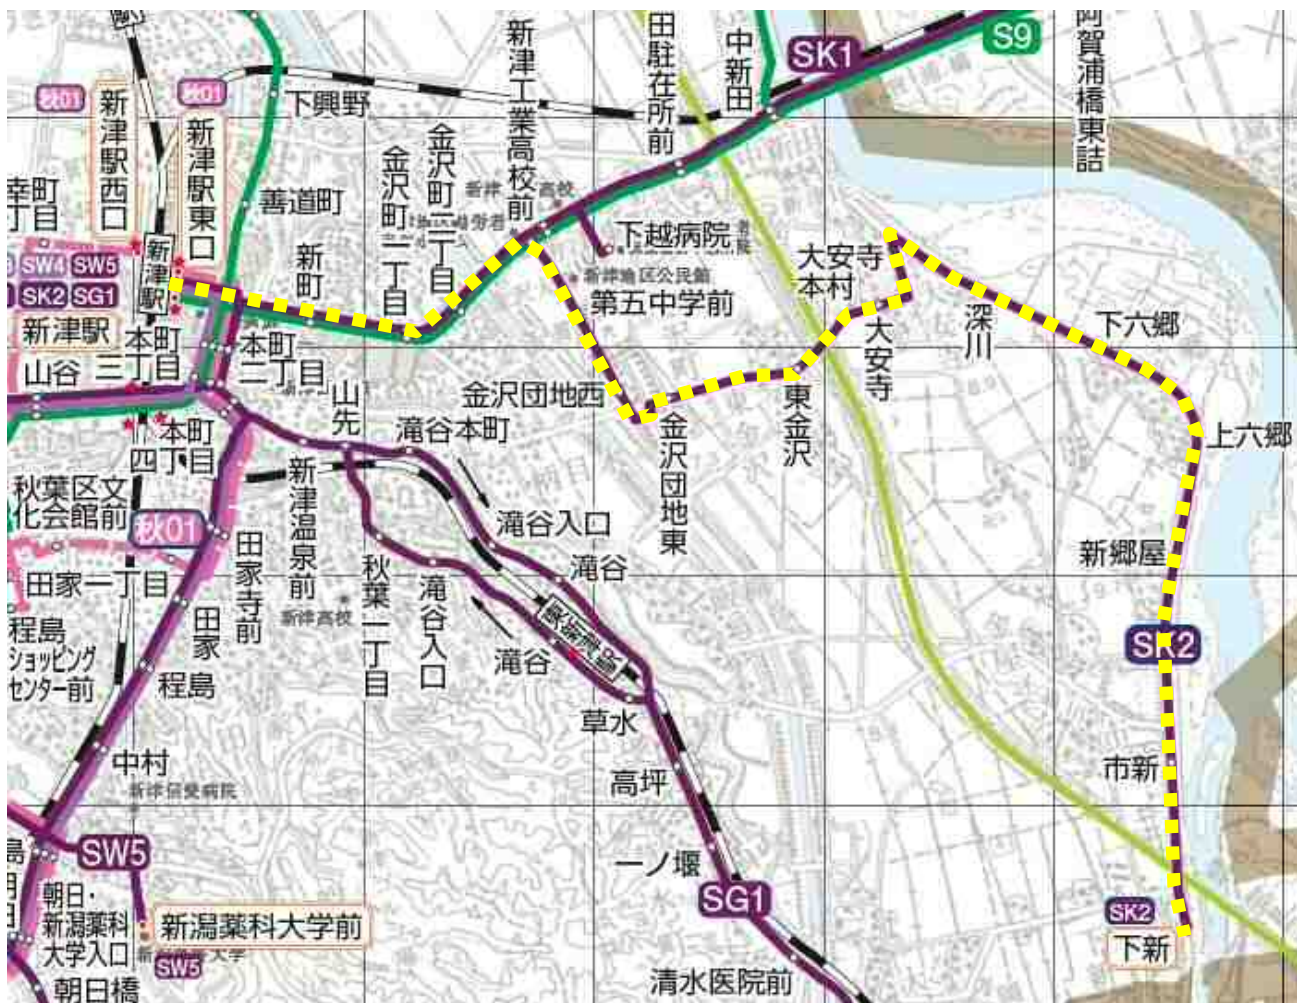 SK1
S9
阿賀浦橋東詰
中新田
田駐在所前
新津工業高校前
秋01
秋01
新津駅西口
新津駅東口
下興野
金沢町二丁目
金沢町一丁目
善道町
新町
幸町
丁目
下越病院
新津地区公民館
第五中学前
大安寺
本村
大安寺
深川
下六郷
上六郷
SW4
SW5
SK2
SG1
新津駅
新津駅
本町
三丁目
本町
二丁目
山谷
山先
滝谷本町
金沢団地西
金沢団地東
東金沢
本町
四丁目
新津温泉前
新津高校
秋葉区文
化会館前
秋01
滝谷入口
滝谷
新郷屋
田家一丁目
田家寺前
田家
秋葉一丁目
滝谷入口
滝谷
程島
ショッピング
センター前
程島
SK2
草水
中村
新津信愛病院
高坪
市新
SW5
一ノ堰
SG1
朝日・
新潟薬科
大学入口
新潟薬科大学前
SW5
SK2
下新
朝日橋
清水医院前